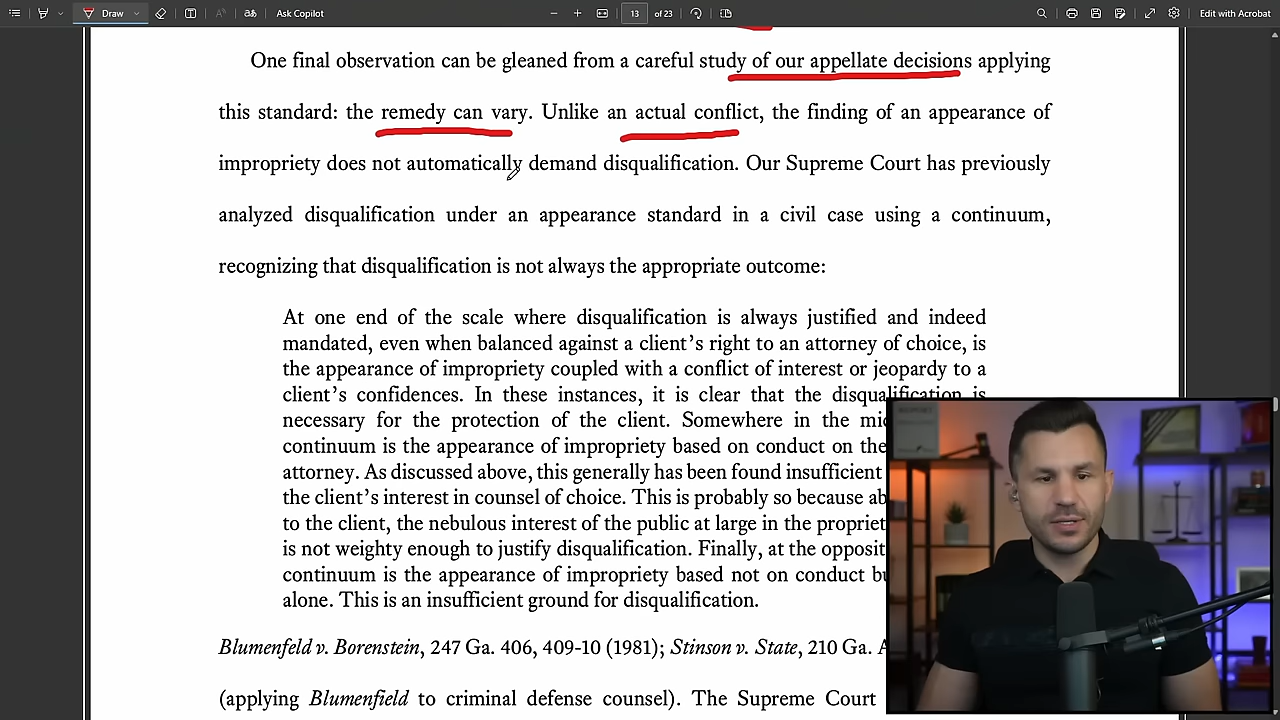 Draw
Ask Copilot
13 of 23
Edit with Acrobat
One final observation can be gleaned from a careful study of our appellate decisions applying
this standard: the remedy can vary. Unlike an actual conflict, the finding of an appearance of
impropriety does not automatically demand disqualification. Our Supreme Court has previously
analyzed disqualification under an appearance standard in a civil case using a continuum,
recognizing that disqualification is not always the appropriate outcome:
At one end of the scale where disqualification is always justified and indeed
mandated, even when balanced against a client's right to an attorney of choice, is
the appearance of impropriety coupled with a conflict of interest or jeopardy to a
client's confidences. In these instances, it is clear that the disqualification is
necessary for the protection of the client. Somewhere in the
continuum is the appearance of impropriety based on conduct on the
attorney. As discussed above, this generally has been found insufficient
the client's interest in counsel of choice. This is probably so because
to the client, the nebulous interest of the public at large in the
is not weighty enough to justify disqualification. Finally, at the
continuum is the appearance of impropriety based not on conduct
alone. This is an insufficient ground for disqualification.
Blumenfeld v. Borenstein, 247 Ga. 406, 409-10 (1981); Stinson v. State, 210 Ga.
(applying Blumenfield to criminal defense counsel). The Supreme Court